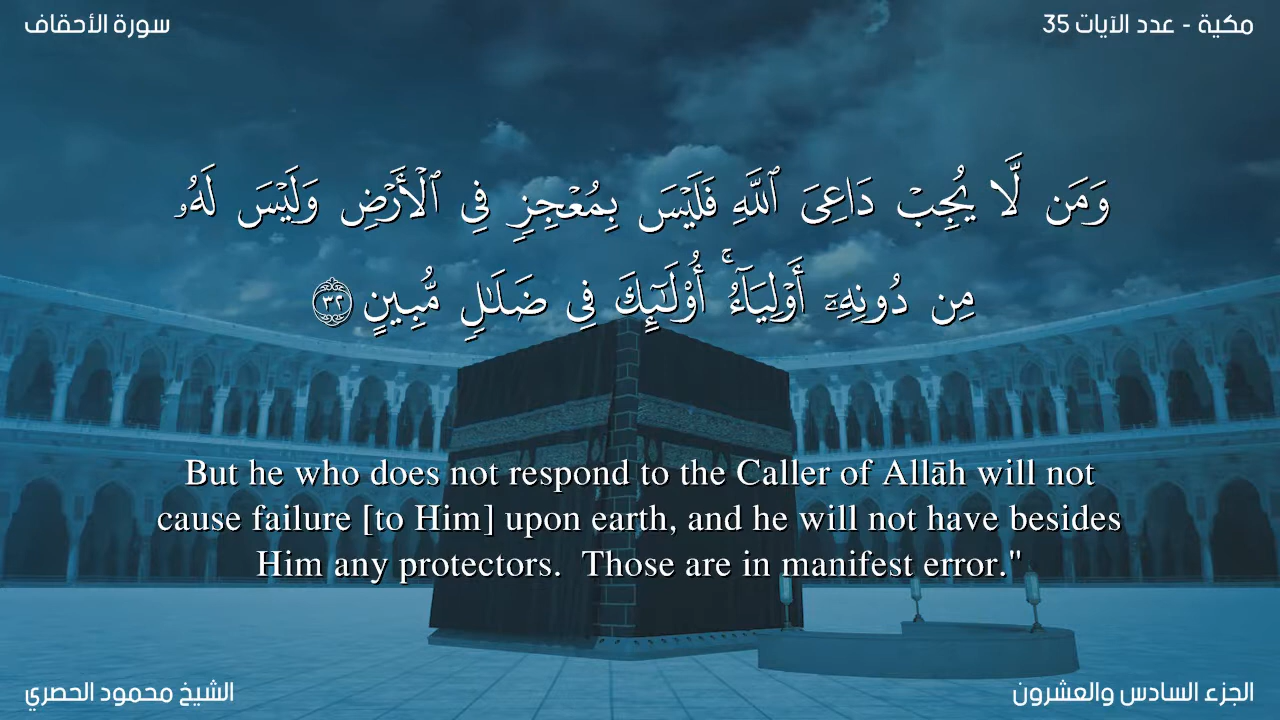 سورة الأحقاف
مكية - عدد الآيات 35
وَمَن لَّا يُجِبْ دَاعِىَ ٱللَّهِ فَلَيْسَ بِمُعْجِزٍ فِى ٱلْأَرْضِ وَلَيْسَ لَهُۥ
مِن دُونِهِۦٓ أَوْلِيَآءُ ۚ أُو۟لَـٰٓئِكَ فِى ضَلَـٰلٍ مُّبِينٍ ٣٢
But he who does not respond to the Caller of Allāh will not
cause failure [to Him] upon earth, and he will not have besides
Him any protectors.  Those are in manifest error."
الشيخ محمود الحصري
الجزء السادس والعشرون